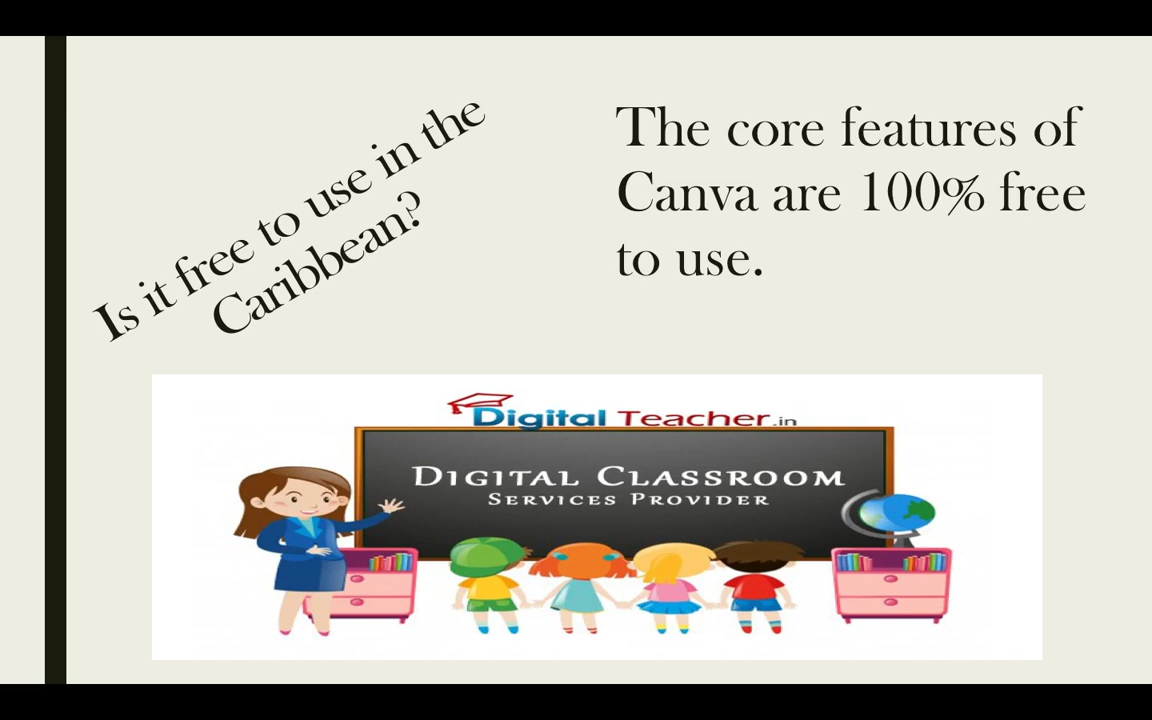 Is it free to use in the
Caribbean?
The core features of
Canva are 100% free
to use.
Digital Teacher.in
DIGITAL CLASSROOM
SERVICES PROVIDER